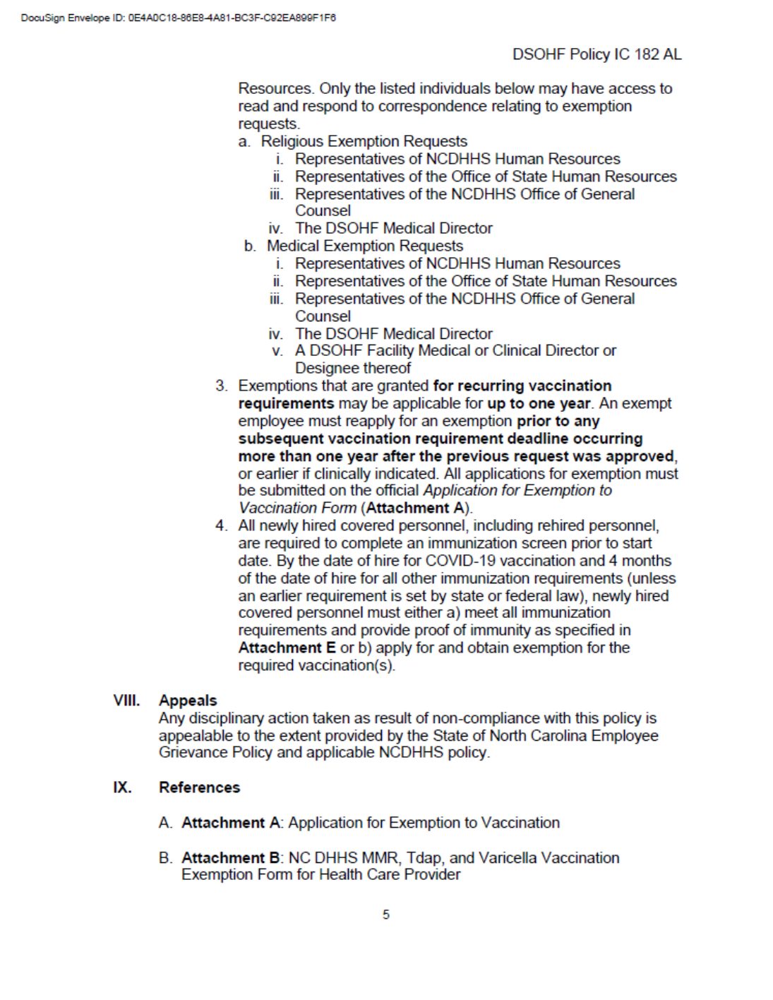 DocuSign Envelope ID: 0E4A0C18-86E8-4A81-BC3F-C92EA899F1F6
DSOHF Policy IC 182 AL
Resources. Only the listed individuals below may have access to
read and respond to correspondence relating to exemption
requests.
a. Religious Exemption Requests
i. Representatives of NCDHHS Human Resources
ii. Representatives of the Office of State Human Resources
iii. Representatives of the NCDHHS Office of General
Counsel
iv. The DSOHF Medical Director
b. Medical Exemption Requests
i. Representatives of NCDHHS Human Resources
ii. Representatives of the Office of State Human Resources
iii. Representatives of the NCDHHS Office of General
Counsel
iv. The DSOHF Medical Director
v. A DSOHF Facility Medical or Clinical Director or
Designee thereof
3. Exemptions that are granted for recurring vaccination
requirements may be applicable for up to one year. An exempt
employee must reapply for an exemption prior to any
subsequent vaccination requirement deadline occurring
more than one year after the previous request was approved,
or earlier if clinically indicated. All applications for exemption must
be submitted on the official Application for Exemption to
Vaccination Form (Attachment A).
4. All newly hired covered personnel, including rehired personnel,
are required to complete an immunization screen prior to start
date. By the date of hire for COVID-19 vaccination and 4 months
of the date of hire for all other immunization requirements (unless
an earlier requirement is set by state or federal law), newly hired
covered personnel must either a) meet all immunization
requirements and provide proof of immunity as specified in
Attachment E or b) apply for and obtain exemption for the
required vaccination(s).
VIII. Appeals
Any disciplinary action taken as result of non-compliance with this policy is
appealable to the extent provided by the State of North Carolina Employee
Grievance Policy and applicable NCDHHS policy.
IX. References
A. Attachment A: Application for Exemption to Vaccination
B. Attachment B: NC DHHS MMR, Tdap, and Varicella Vaccination
Exemption Form for Health Care Provider
5